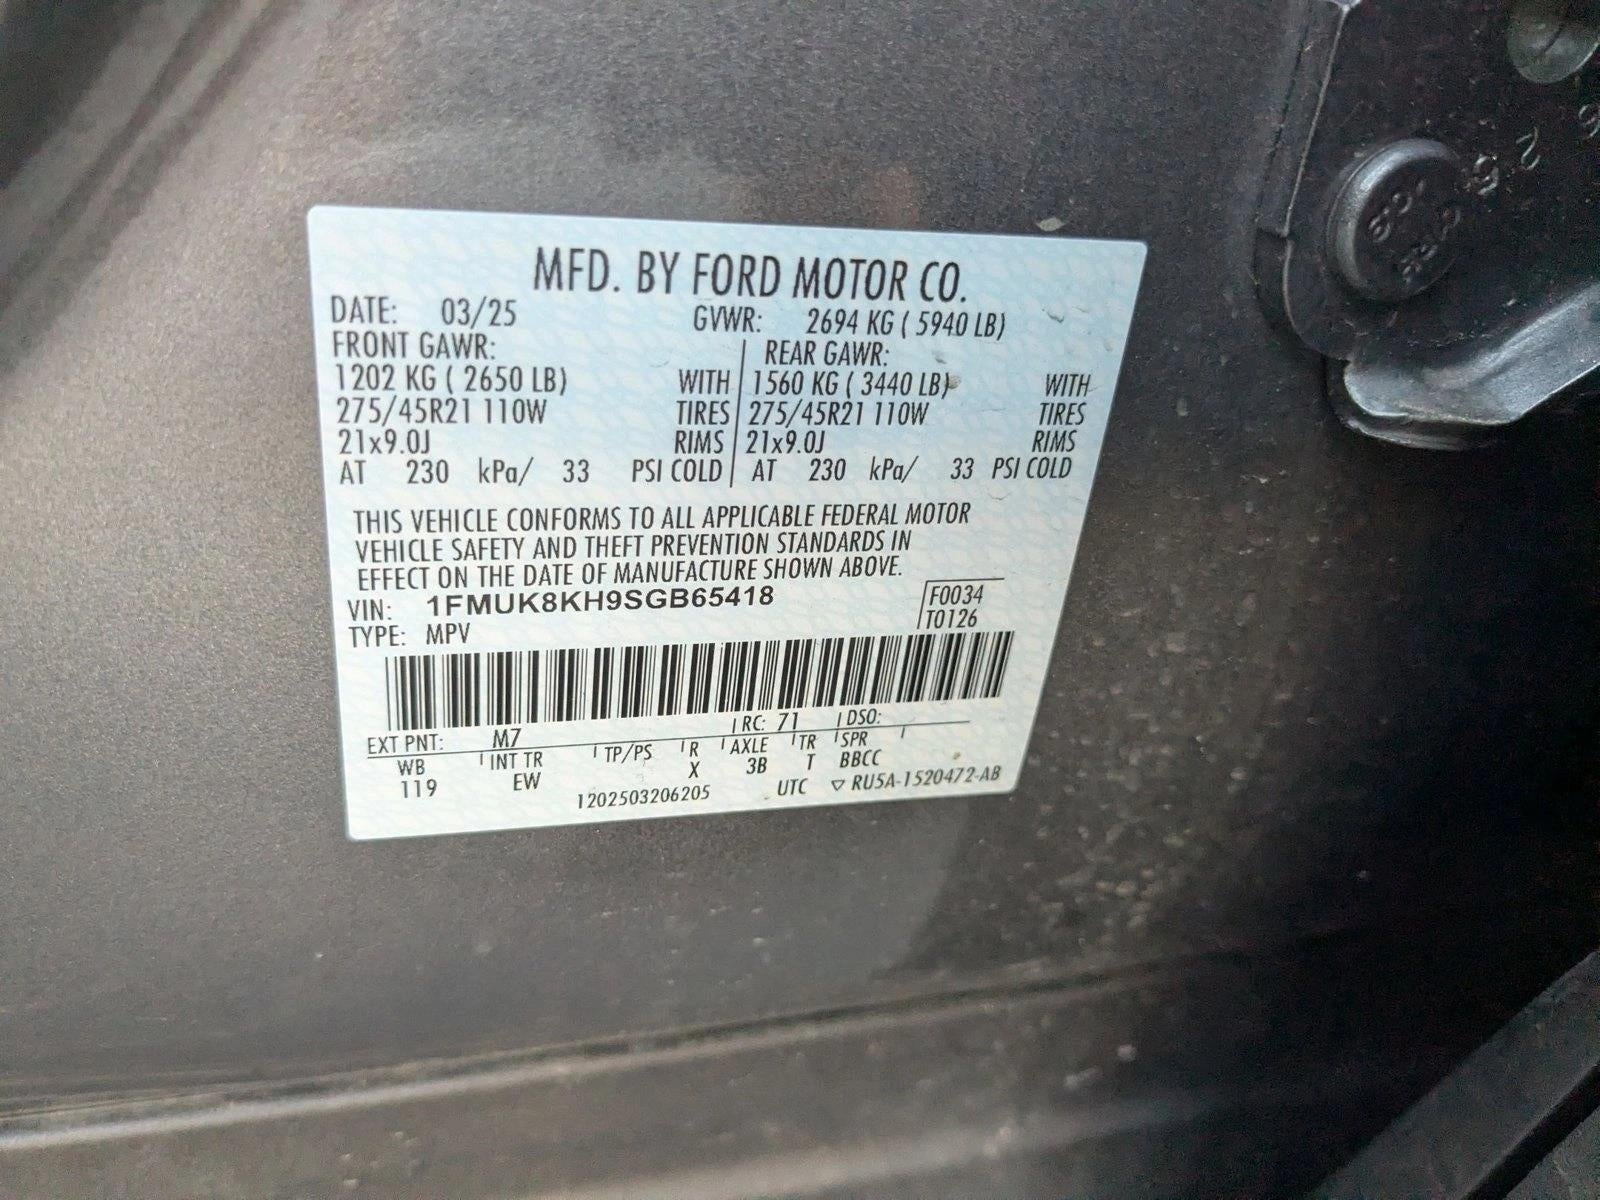 MFD. BY FORD MOTOR CO.
DATE: 03/25 GVWR: 2694 KG ( 5940 LB)
FRONT GAWR: REAR GAWR:
1202 KG ( 2650 LB) WITH 1560 KG ( 3440 LB) WITH
275/45R21 110W TIRES 275/45R21 110W TIRES
21x9.0J RIMS 21x9.0J RIMS
AT 230 kPa/ 33 PSI COLD AT 230 kPa/ 33 PSI COLD
THIS VEHICLE CONFORMS TO ALL APPLICABLE FEDERAL MOTOR
VEHICLE SAFETY AND THEFT PREVENTION STANDARDS IN
EFFECT ON THE DATE OF MANUFACTURE SHOWN ABOVE.
VIN: 1FMUK8KH9SGB65418 F0034
TYPE: MPV T0126
EXT PNT: M7 RC: 71 DSO:
WB INT TR TP/PS R AXLE TR SPR
119 EW X 3B T BBCC
1202503206205 UTC ▽ RU5A-1520472-AB